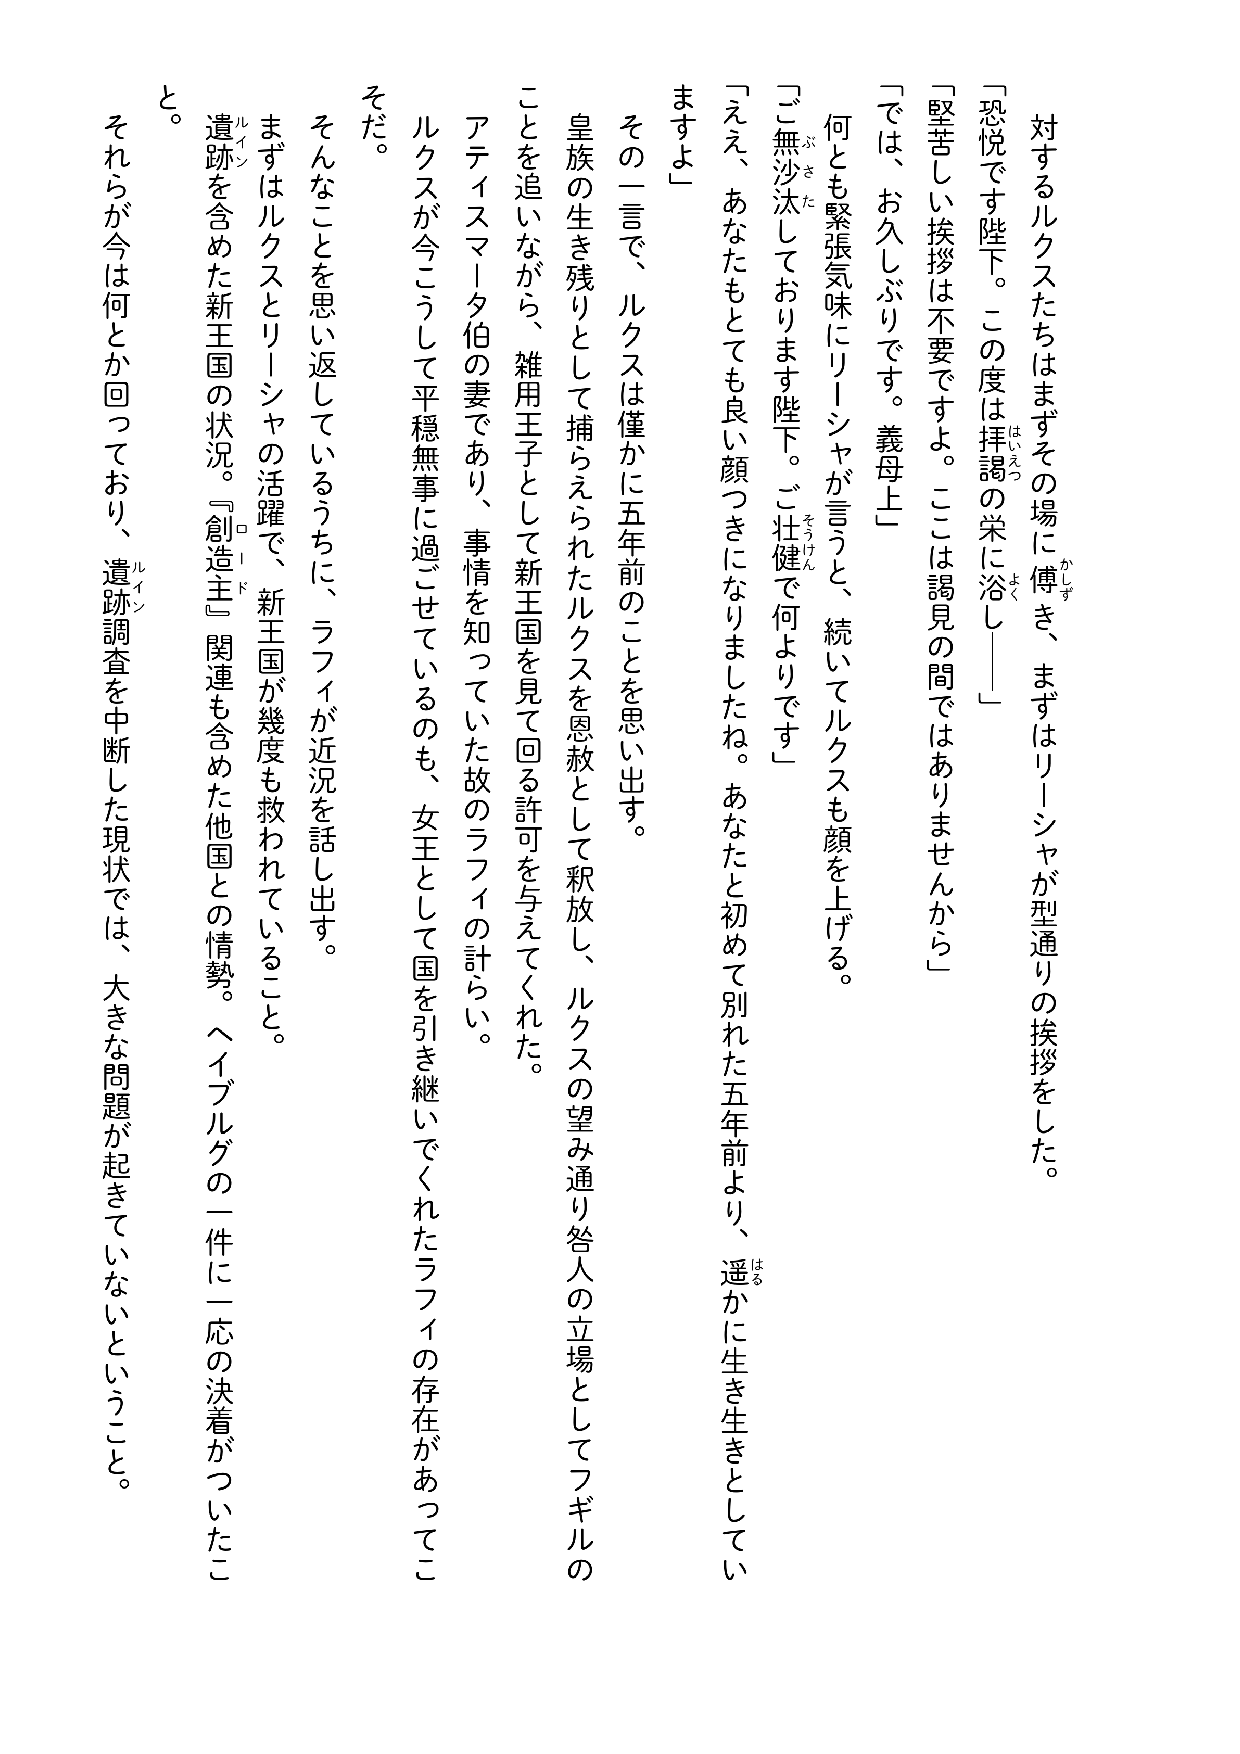 対するルクスたちはまずその場に傅き、まずはリーシャが型通りの挨拶をした。
「恐悦です陛下。この度は拝謁の栄に浴し――」
「堅苦しい挨拶は不要ですよ。ここは謁見の間ではありませんから」
「では、お久しぶりです。義母上」
何とも緊張気味にリーシャが言うと、続いてルクスも顔を上げる。
「ご無沙汰しております陛下。ご壮健で何よりです」
「ええ、あなたもとても良い顔つきになりましたね。あなたと初めて別れた五年前より、遥かに生き生きとしてい
ますよ」
その一言で、ルクスは僅かに五年前のことを思い出す。
皇族の生き残りとして捕らえられたルクスを恩赦として釈放し、ルクスの望み通り咎人の立場としてフギルの
ことを追いながら、雑用王子として新王国を見て回る許可を与えてくれた。
アティスマータ伯の妻であり、事情を知っていた故のラフィの計らい。
ルクスが今こうして平穏無事に過ごせているのも、女王として国を引き継いでくれたラフィの存在があってこ
そだ。
そんなことを思い返しているうちに、ラフィが近況を話し出す。
まずはルクスとリーシャの活躍で、新王国が幾度も救われていること。
遺跡を含めた新王国の状況。『創造主』関連も含めた他国との情勢。ヘイブルグの一件に一応の決着がついたこ
と。
それらが今は何とか回っており、遺跡調査を中断した現状では、大きな問題が起きていないということ。